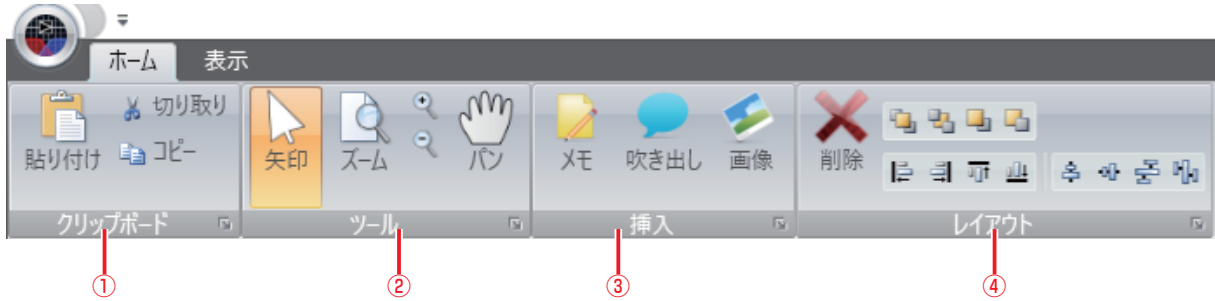 ホーム 表示
切り取り
コピー
貼り付け 矢印 ズーム パン メモ 吹き出し 画像 削除
クリップボード ツール 挿入 レイアウト
① ② ③ ④